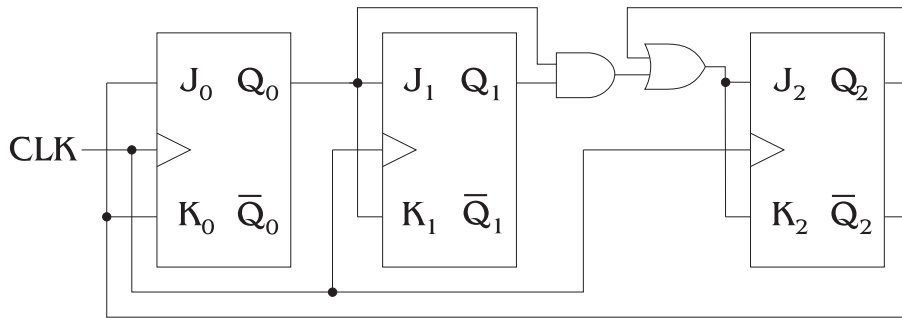 J₀ Q₀ J₁ Q₁ J₂ Q₂
CLK
K₀ Q̅₀ K₁ Q̅₁ K₂ Q̅₂